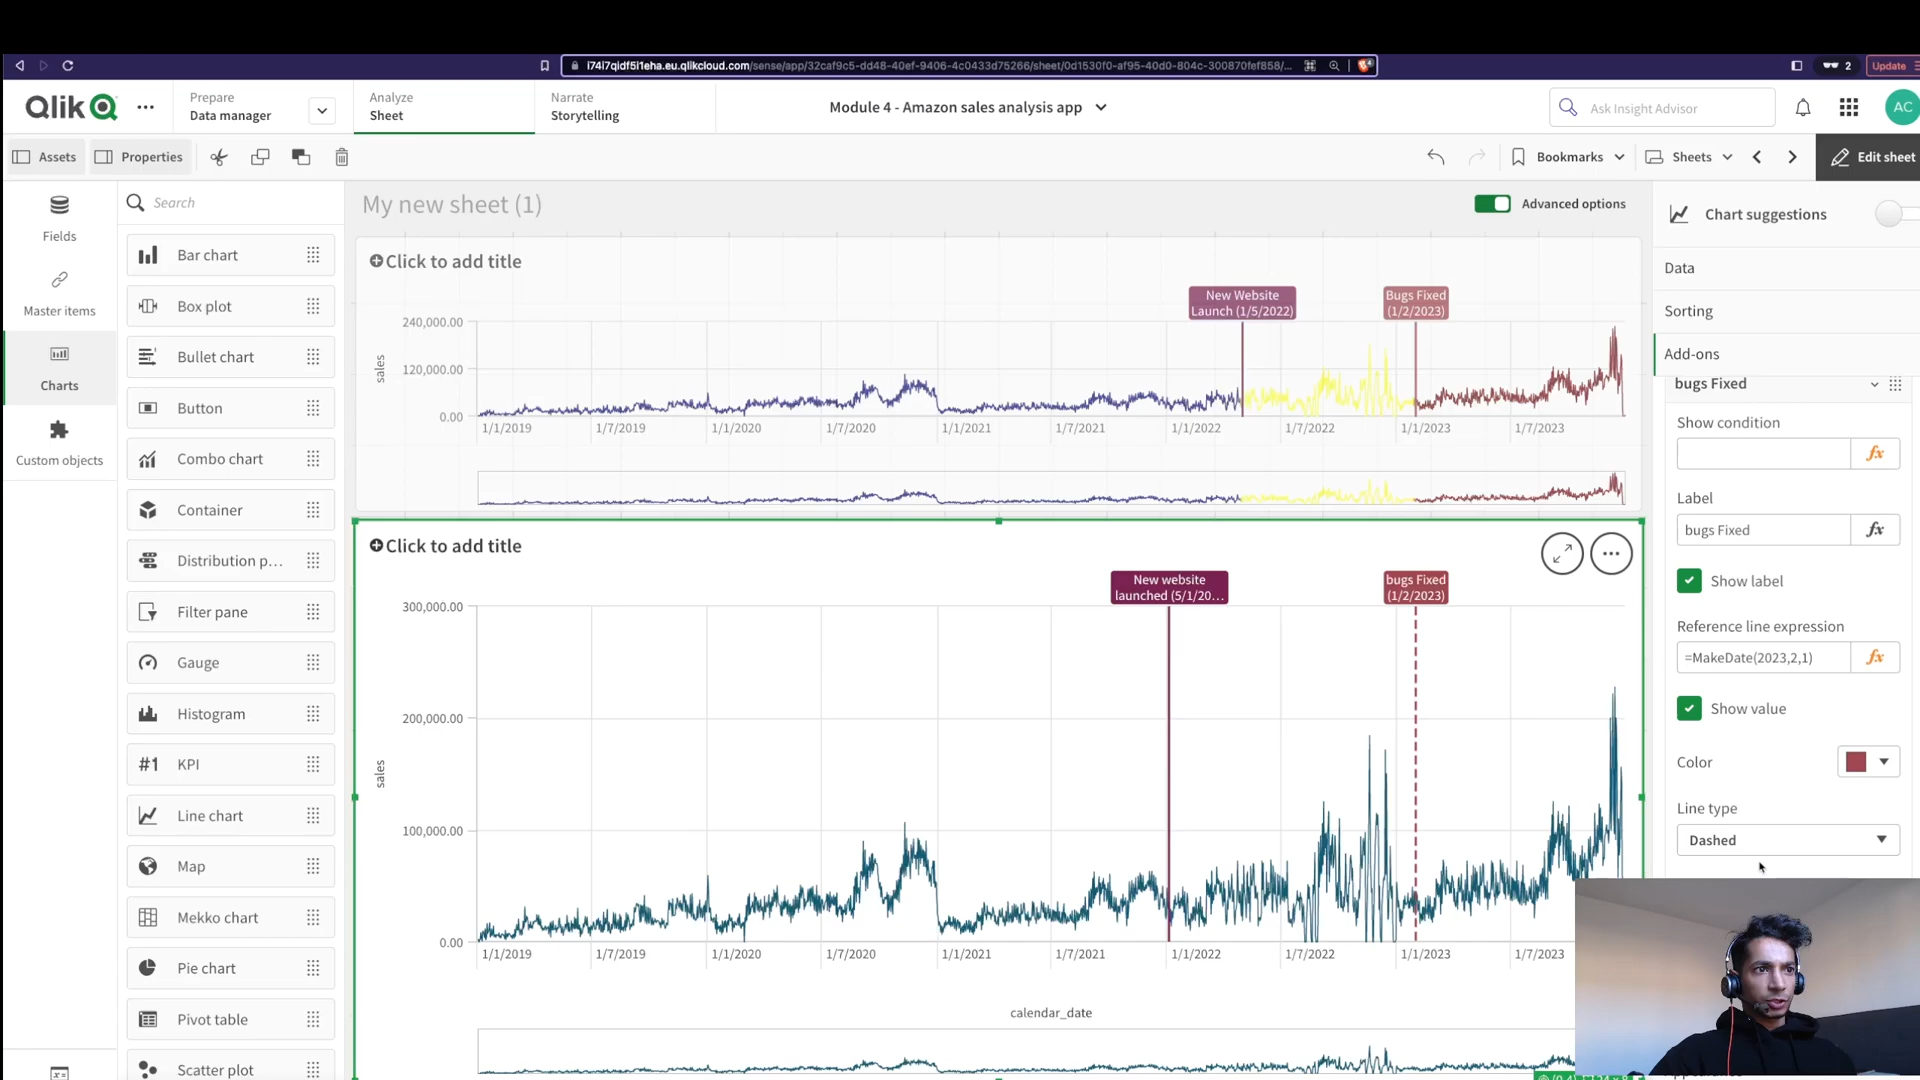 i74i7qidf5i1eha.eu.qlikcloud.com/sense/app/32caf9c5-dd48-40ef-9406-4c0433d75266/sheet/0d1530f0-af95-40d0-804c-300870fef858/...
2
Update
Qlik
Prepare
Data manager
Analyze
Sheet
Narrate
Storytelling
Module 4 - Amazon sales analysis app
Ask Insight Advisor
AC
Assets
Properties
Bookmarks
Sheets
Edit sheet
Fields
Master items
Charts
Custom objects
Search
Bar chart
Box plot
Bullet chart
Button
Combo chart
Container
Distribution p...
Filter pane
Gauge
Histogram
#1 KPI
Line chart
Map
Mekko chart
Pie chart
Pivot table
Scatter plot
My new sheet (1)
Advanced options
Click to add title
New Website
Launch (1/5/2022)
Bugs Fixed
(1/2/2023)
240,000.00
120,000.00
0.00
sales
1/1/2019 1/7/2019 1/1/2020 1/7/2020 1/1/2021 1/7/2021 1/1/2022 1/7/2022 1/1/2023 1/7/2023
Click to add title
New website
launched (5/1/20...
bugs Fixed
(1/2/2023)
300,000.00
200,000.00
100,000.00
0.00
sales
1/1/2019 1/7/2019 1/1/2020 1/7/2020 1/1/2021 1/7/2021 1/1/2022 1/7/2022 1/1/2023 1/7/2023
calendar_date
Chart suggestions
Data
Sorting
Add-ons
bugs Fixed
Show condition
fx
Label
bugs Fixed
fx
Show label
Reference line expression
=MakeDate(2023,2,1)
fx
Show value
Color
Line type
Dashed